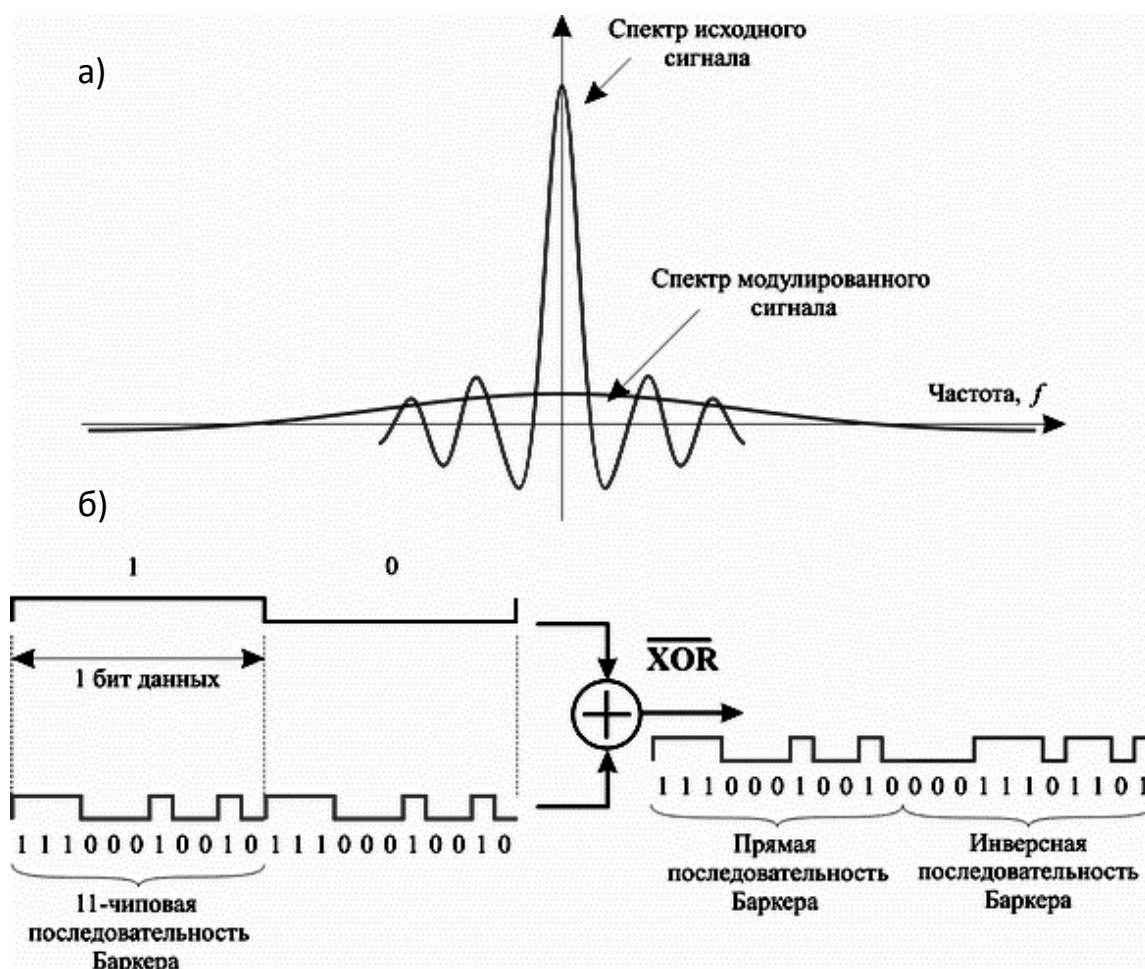 а)
Спектр исходного
сигнала
Спектр модулированного
сигнала
Частота, f
б)
1 0
1 бит данных
XOR
1 1 1 0 0 0 1 0 0 1 0 1 1 1 0 0 0 1 0 0 1 0
1 1 1 0 0 0 1 0 0 1 0 0 0 0 1 1 1 0 1 1 0 1
11-чиповая
последовательность
Баркера
Прямая
последовательность
Баркера
Инверсная
последовательность
Баркера